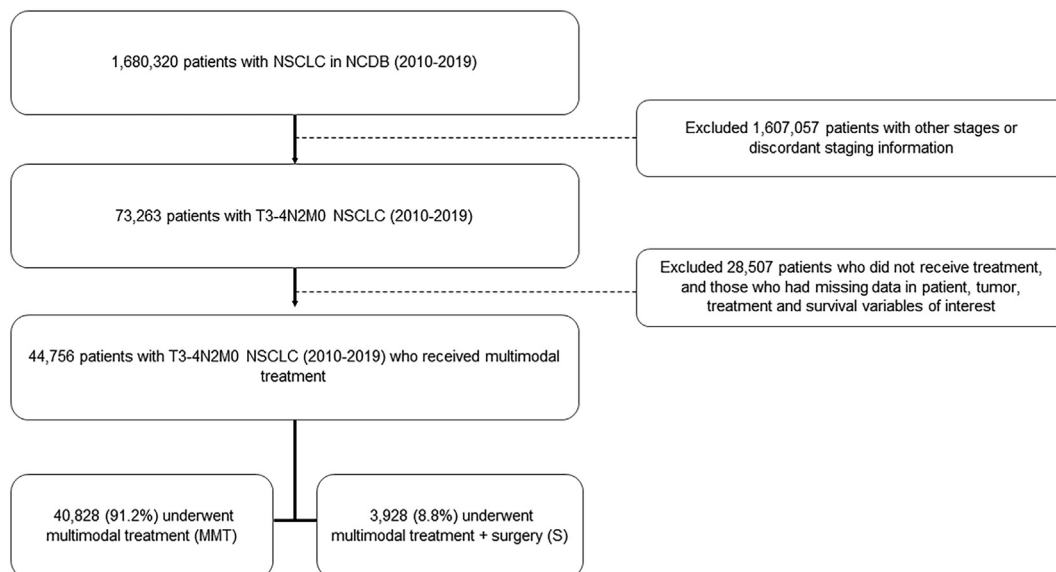 1,680,320 patients with NSCLC in NCDB (2010-2019)
Excluded 1,607,057 patients with other stages or
discordant staging information
73,263 patients with T3-4N2M0 NSCLC (2010-2019)
Excluded 28,507 patients who did not receive treatment,
and those who had missing data in patient, tumor,
treatment and survival variables of interest
44,756 patients with T3-4N2M0 NSCLC (2010-2019) who received multimodal
treatment
40,828 (91.2%) underwent
multimodal treatment (MMT)
3,928 (8.8%) underwent
multimodal treatment + surgery (S)